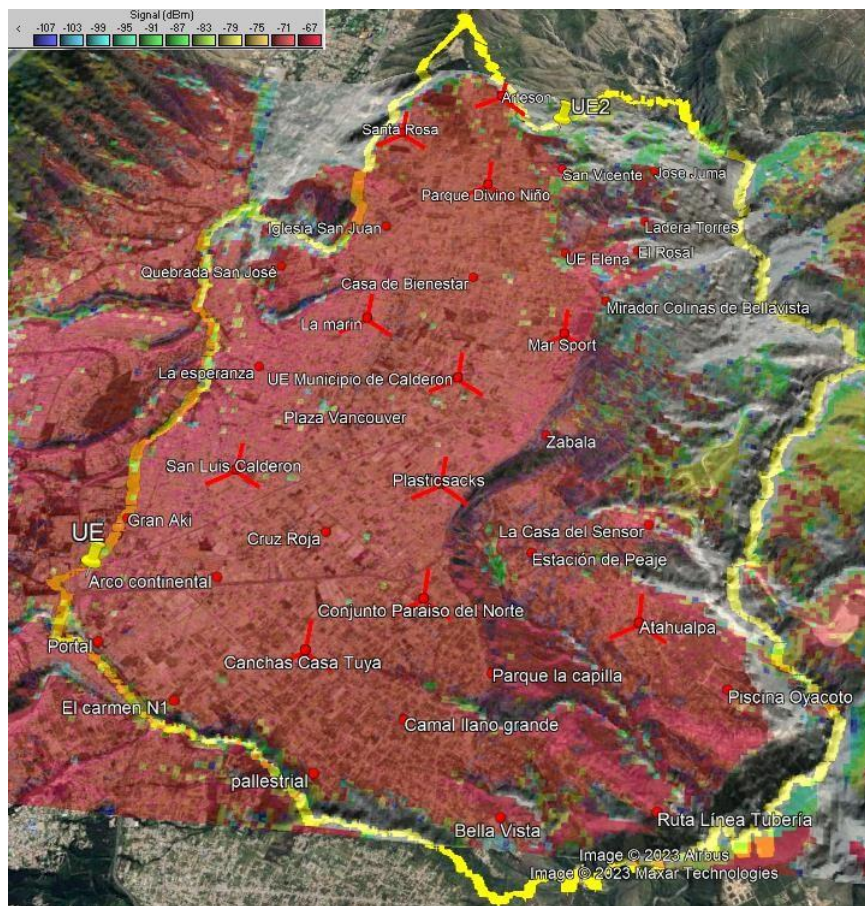 Signal (dBm)
< -107 -103 -99 -95 -91 -87 -83 -79 -75 -71 -67
Arteson
UE2
Santa Rosa
San Vicente
Jose Juma
Parque Divino Niño
Iglesia San Juan
Ladera Torres
El Rosal
UE Elena
Quebrada San José
Casa de Bienestar
Mirador Colinas de Bellavista
La marin
Mar Sport
La esperanza
UE Municipio de Calderon
Plaza Vancouver
Zabala
San Luis Calderon
Plasticsacks
Gran Aki
UE
Cruz Roja
La Casa del Sensor
Estación de Peaje
Arco continental
Conjunto Paraiso del Norte
Atahualpa
Portal
Canchas Casa Tuya
Parque la capilla
Piscina Oyacoto
El carmen N1
Camal llano grande
pallestrial
Bella Vista
Ruta Línea Tubería
Image © 2023 Airbus
Image © 2023 Maxar Technologies